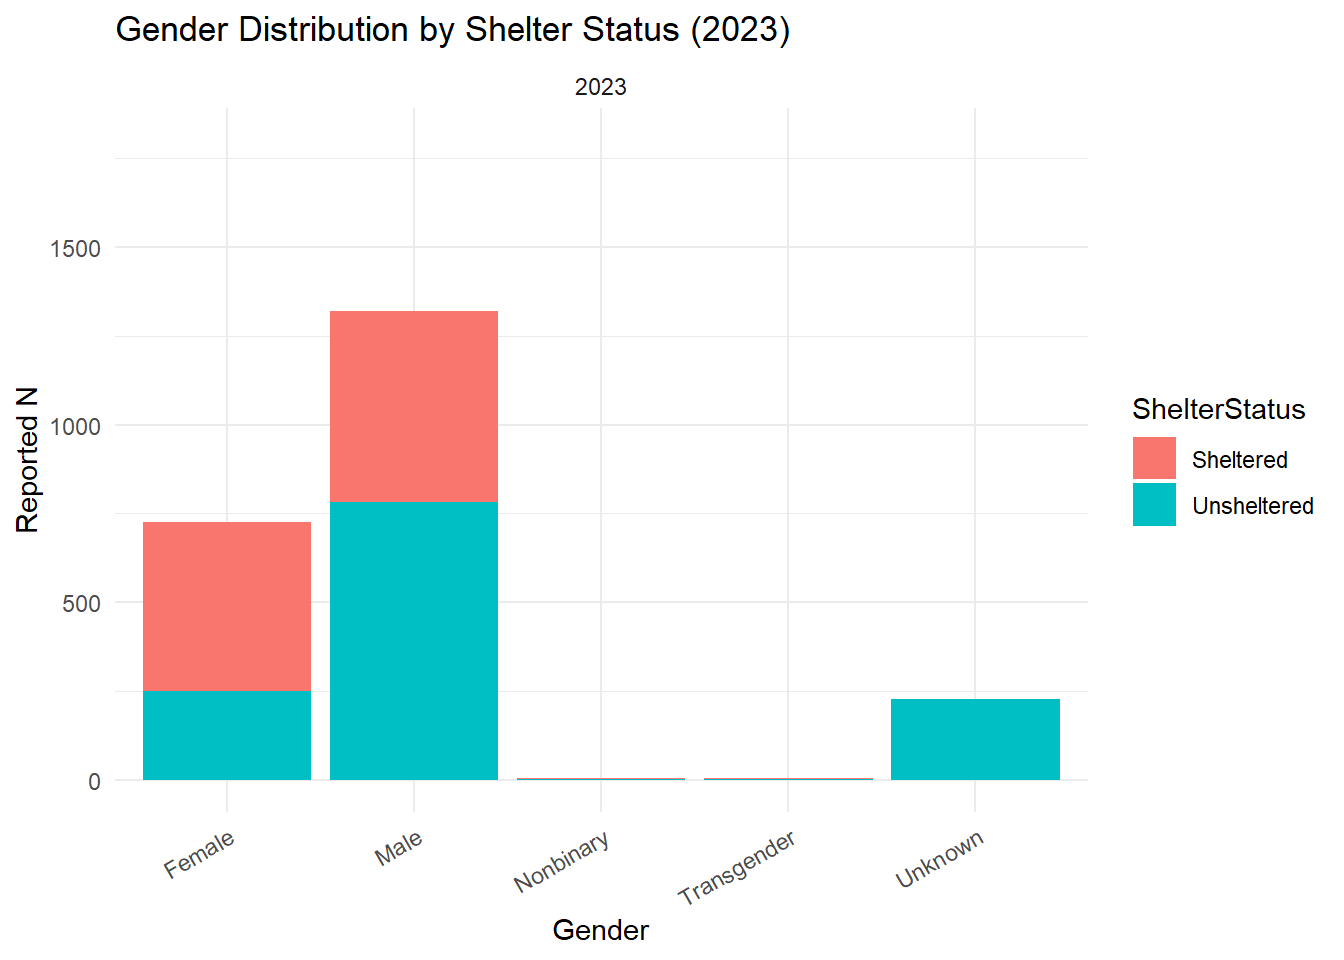 Gender Distribution by Shelter Status (2023)
2023
1500
1000
500
0
Reported N
Female
Male
Nonbinary
Transgender
Unknown
Gender
ShelterStatus
Sheltered
Unsheltered